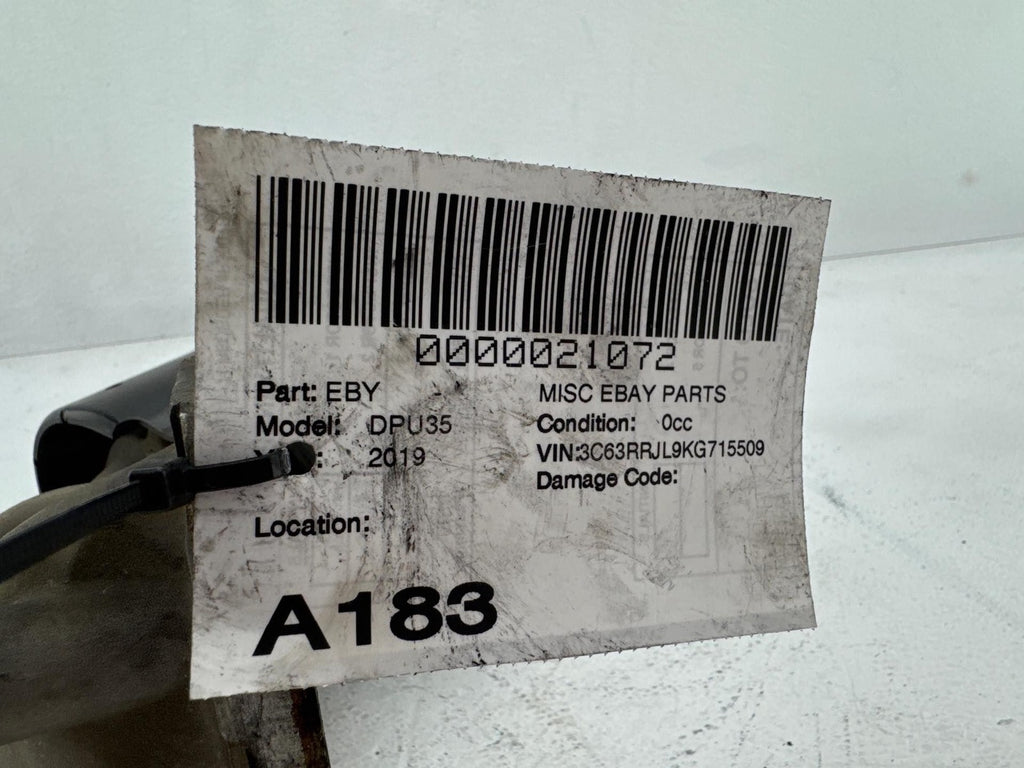 0000021072
Part: EBY MISC EBAY PARTS
Model: DPU35 Condition: 0cc
: 2019 VIN:3C63RRJL9KG715509
Damage Code:
Location:
A183